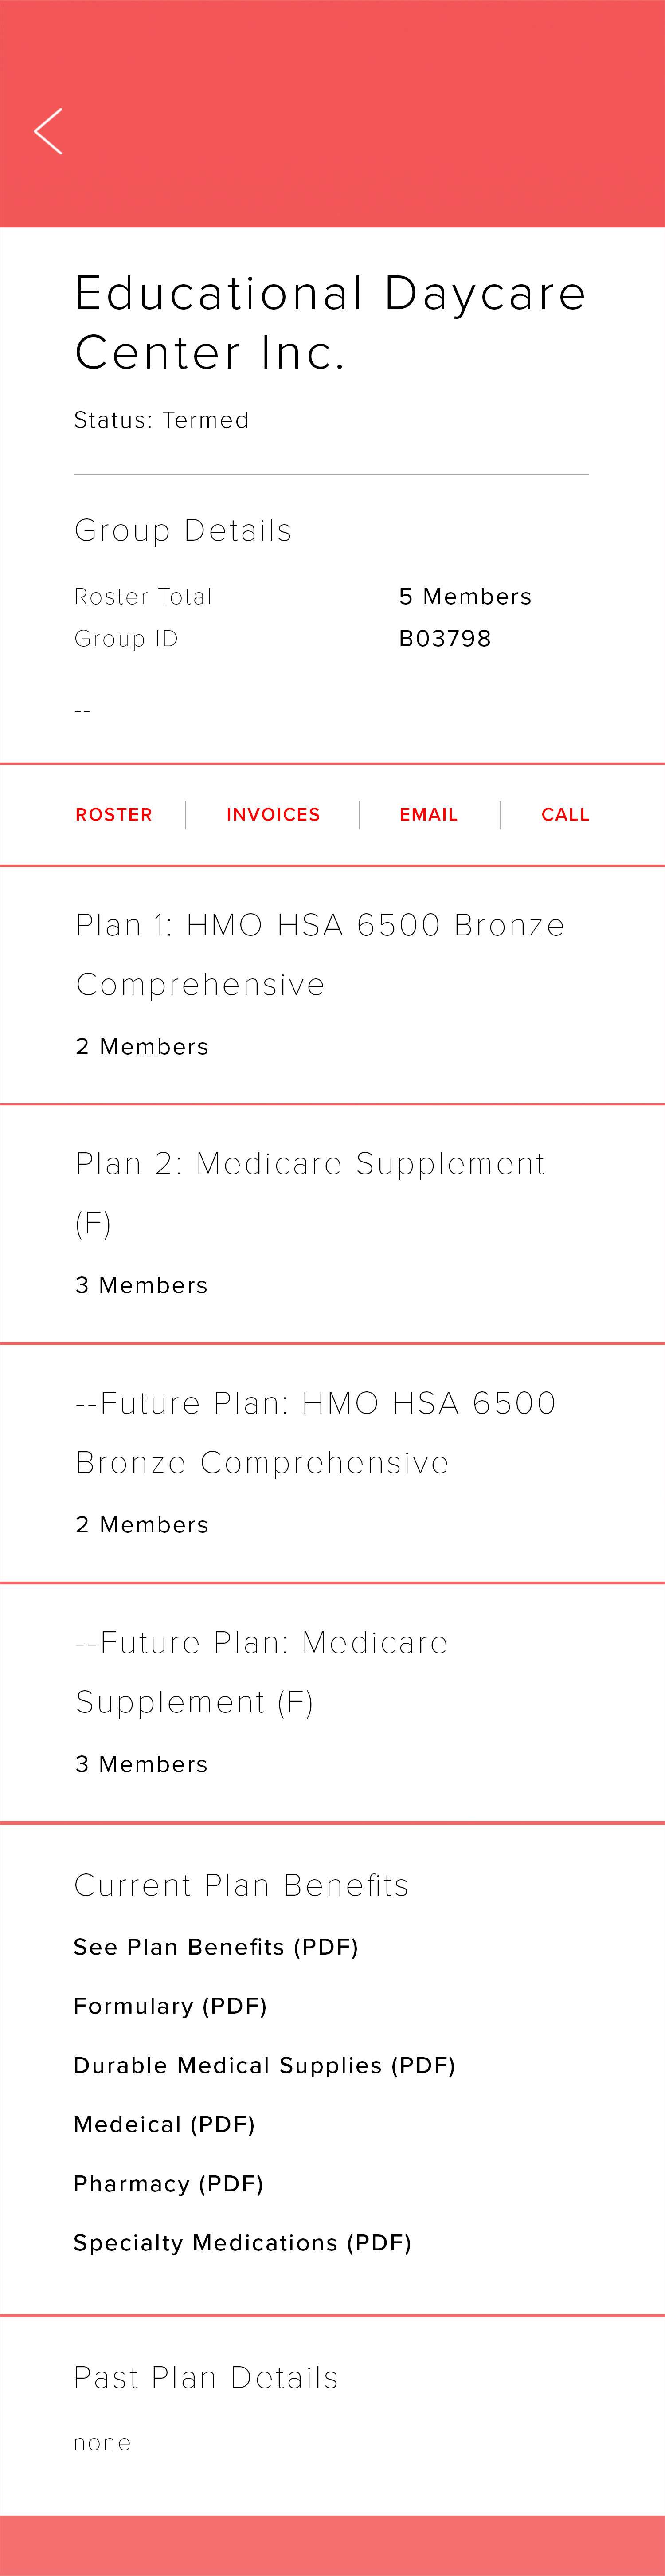 Educational Daycare
Center Inc.
Status: Termed
Group Details
Roster Total 5 Members
Group ID B03798
--
ROSTER INVOICES EMAIL CALL
Plan 1: HMO HSA 6500 Bronze
Comprehensive
2 Members
Plan 2: Medicare Supplement
(F)
3 Members
--Future Plan: HMO HSA 6500
Bronze Comprehensive
2 Members
--Future Plan: Medicare
Supplement (F)
3 Members
Current Plan Benefits
See Plan Benefits (PDF)
Formulary (PDF)
Durable Medical Supplies (PDF)
Medeical (PDF)
Pharmacy (PDF)
Specialty Medications (PDF)
Past Plan Details
none